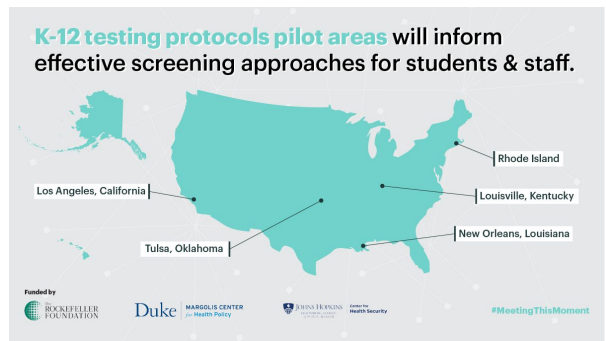 K-12 testing protocols pilot areas will inform
effective screening approaches for students & staff.
Rhode Island
Los Angeles, California
Louisville, Kentucky
New Orleans, Louisiana
Tulsa, Oklahoma
Funded by
The
ROCKEFELLER
FOUNDATION
Duke
MARGOLIS CENTER
for Health Policy
JOHNS HOPKINS
Center for
Health Security
#MeetingThisMoment